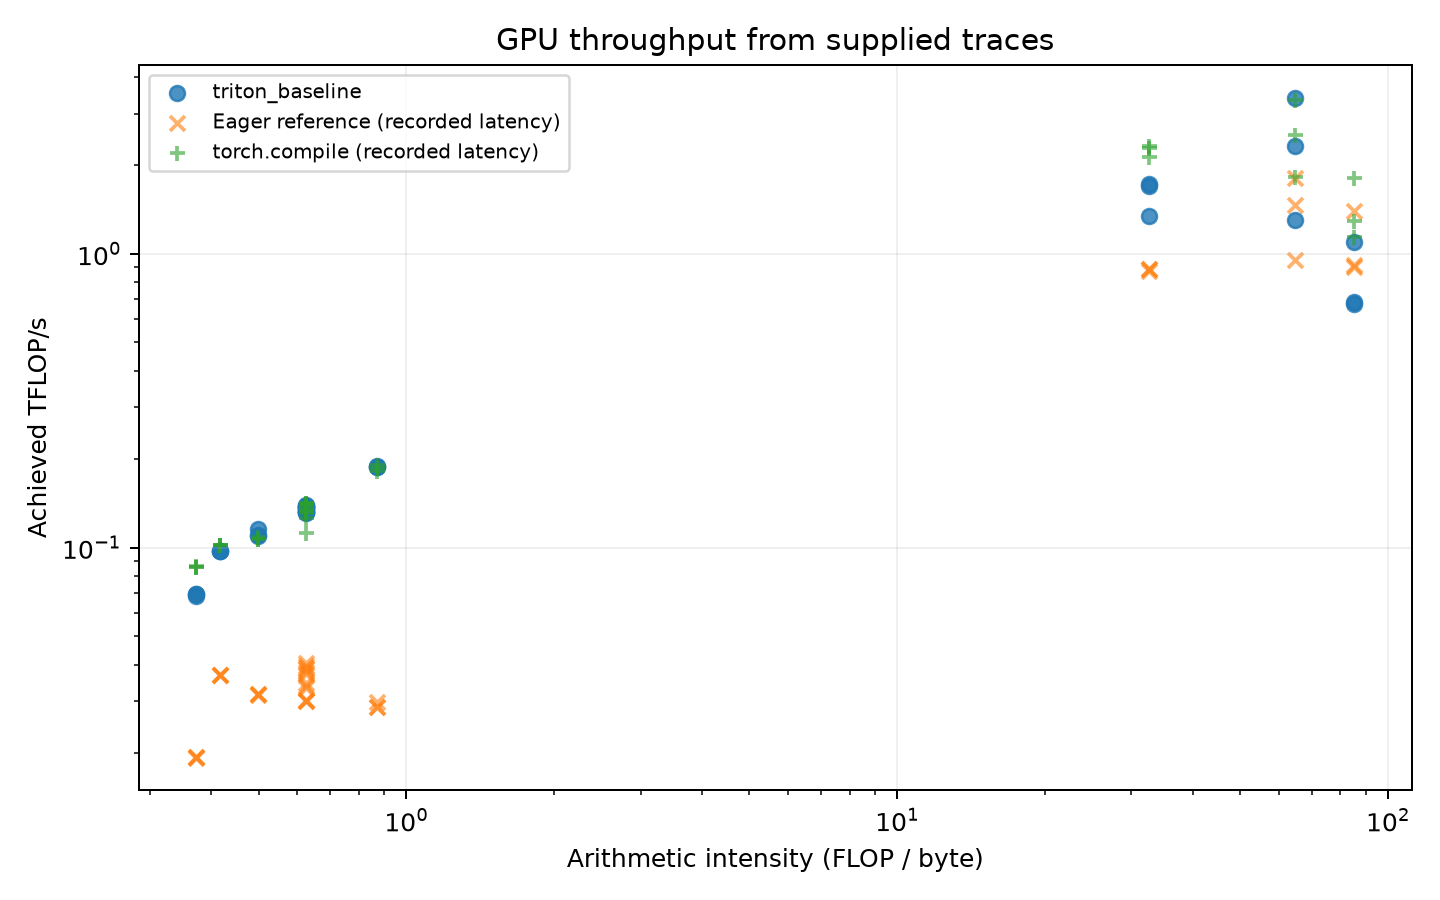 GPU throughput from supplied traces
triton_baseline
Eager reference (recorded latency)
torch.compile (recorded latency)
Achieved TFLOP/s
10⁰
10⁻¹
10⁰
10¹
10²
Arithmetic intensity (FLOP / byte)